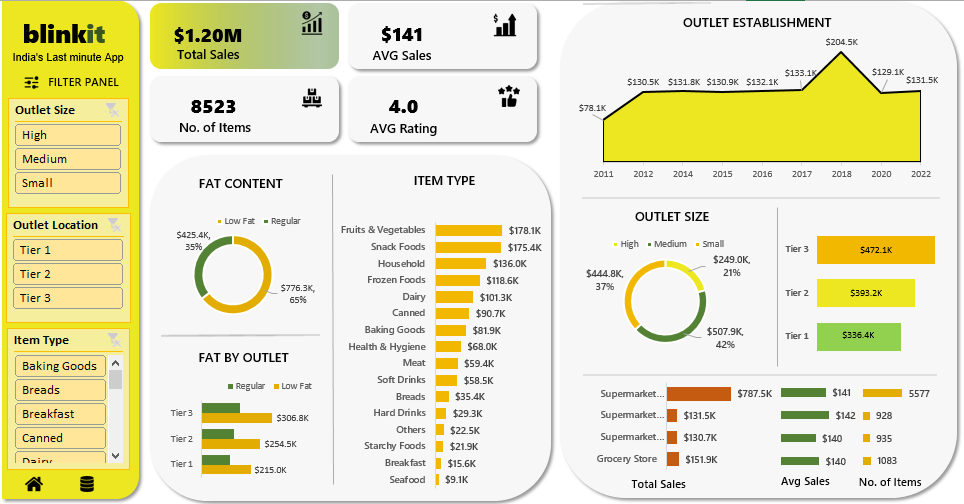 blinkit
India's Last minute App
FILTER PANEL
Outlet Size
High
Medium
Small
Outlet Location
Tier 1
Tier 2
Tier 3
Item Type
Baking Goods
Breads
Breakfast
Canned
Dairy
$1.20M
Total Sales
$141
AVG Sales
8523
No. of Items
4.0
AVG Rating
FAT CONTENT
Low Fat Regular
$425.4K,
35%
$776.3K,
65%
FAT BY OUTLET
Regular Low Fat
Tier 3 $306.8K
Tier 2 $254.5K
Tier 1 $215.0K
ITEM TYPE
Fruits & Vegetables $178.1K
Snack Foods $175.4K
Household $136.0K
Frozen Foods $118.6K
Dairy $101.3K
Canned $90.7K
Baking Goods $81.9K
Health & Hygiene $68.0K
Meat $59.4K
Soft Drinks $58.5K
Breads $35.4K
Hard Drinks $29.3K
Others $22.5K
Starchy Foods $21.9K
Breakfast $15.6K
Seafood $9.1K
OUTLET ESTABLISHMENT
$78.1K $130.5K $131.8K $130.9K $132.1K $133.1K $204.5K $129.1K $131.5K
2011 2012 2014 2015 2016 2017 2018 2020 2022
OUTLET SIZE
High Medium Small
$249.0K,
21%
$444.8K,
37%
$507.9K,
42%
Tier 3 $472.1K
Tier 2 $393.2K
Tier 1 $336.4K
Supermarket... $787.5K $141 5577
Supermarket... $131.5K $142 928
Supermarket... $130.7K $140 935
Grocery Store $151.9K $140 1083
Total Sales Avg Sales No. of Items